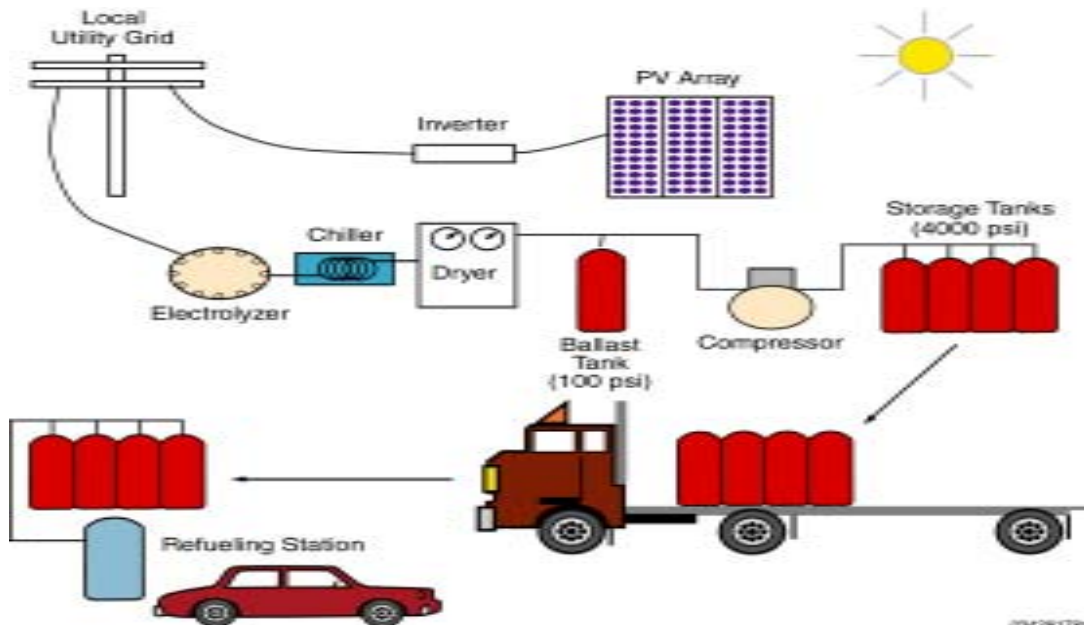 Local
Utility Grid
PV Array
Inverter
Storage Tanks
(4000 psi)
Chiller
Dryer
Electrolyzer
Compressor
Ballast
Tank
(100 psi)
Refueling Station